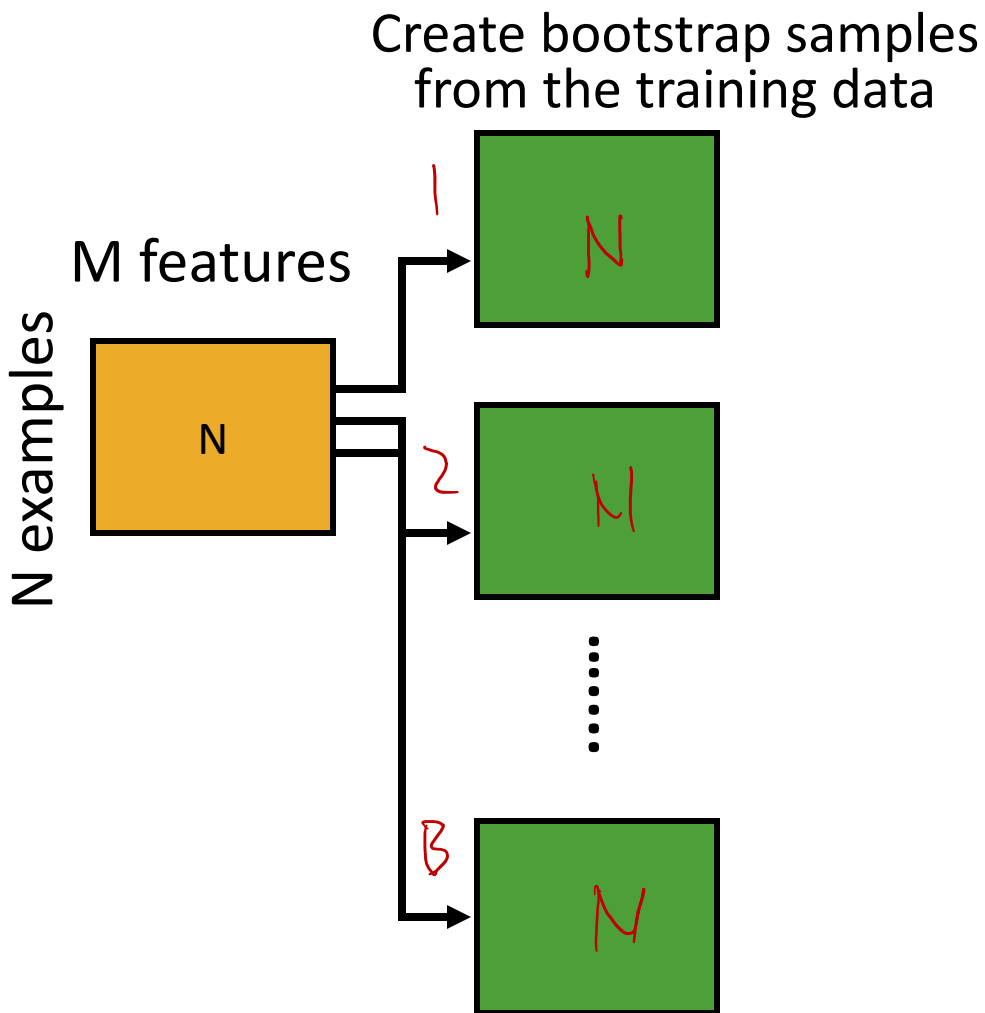 Create bootstrap samples
from the training data
1
N
M features
N examples
N
2
N
B
N